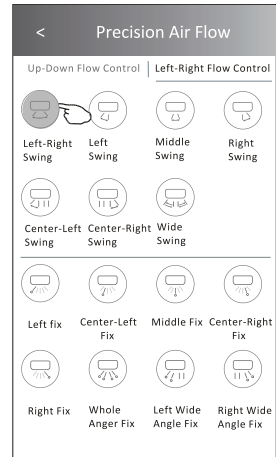 < Precision Air Flow
Up-Down Flow Control Left-Right Flow Control
Left-Right Swing
Left Swing
Middle Swing
Right Swing
Center-Left Swing
Center-Right Swing
Wide Swing
Left fix
Center-Left Fix
Middle Fix
Center-Right Fix
Right Fix
Whole Anger Fix
Left Wide Angle Fix
Right Wide Angle Fix